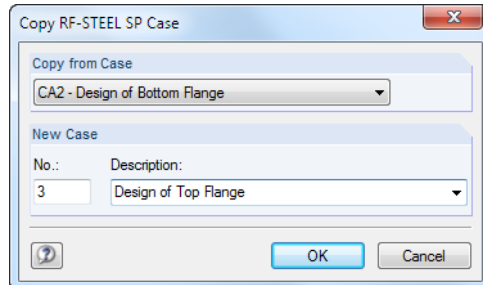 Copy RF-STEEL SP Case
Copy from Case
CA2 - Design of Bottom Flange
New Case
No.: Description:
3 Design of Top Flange
OK Cancel